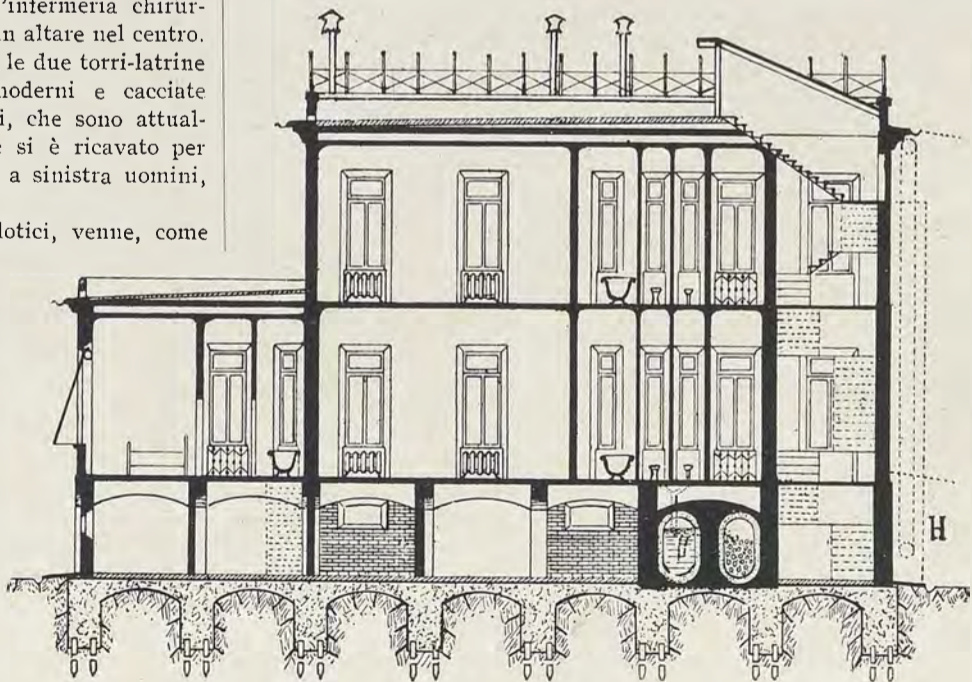 l'infermeria chirur-
un altare nel centro.
le due torri-latrine
moderni e cacciate
i, che sono attual-
si è ricavato per
a sinistra uomini,
lotici, venne, come
H